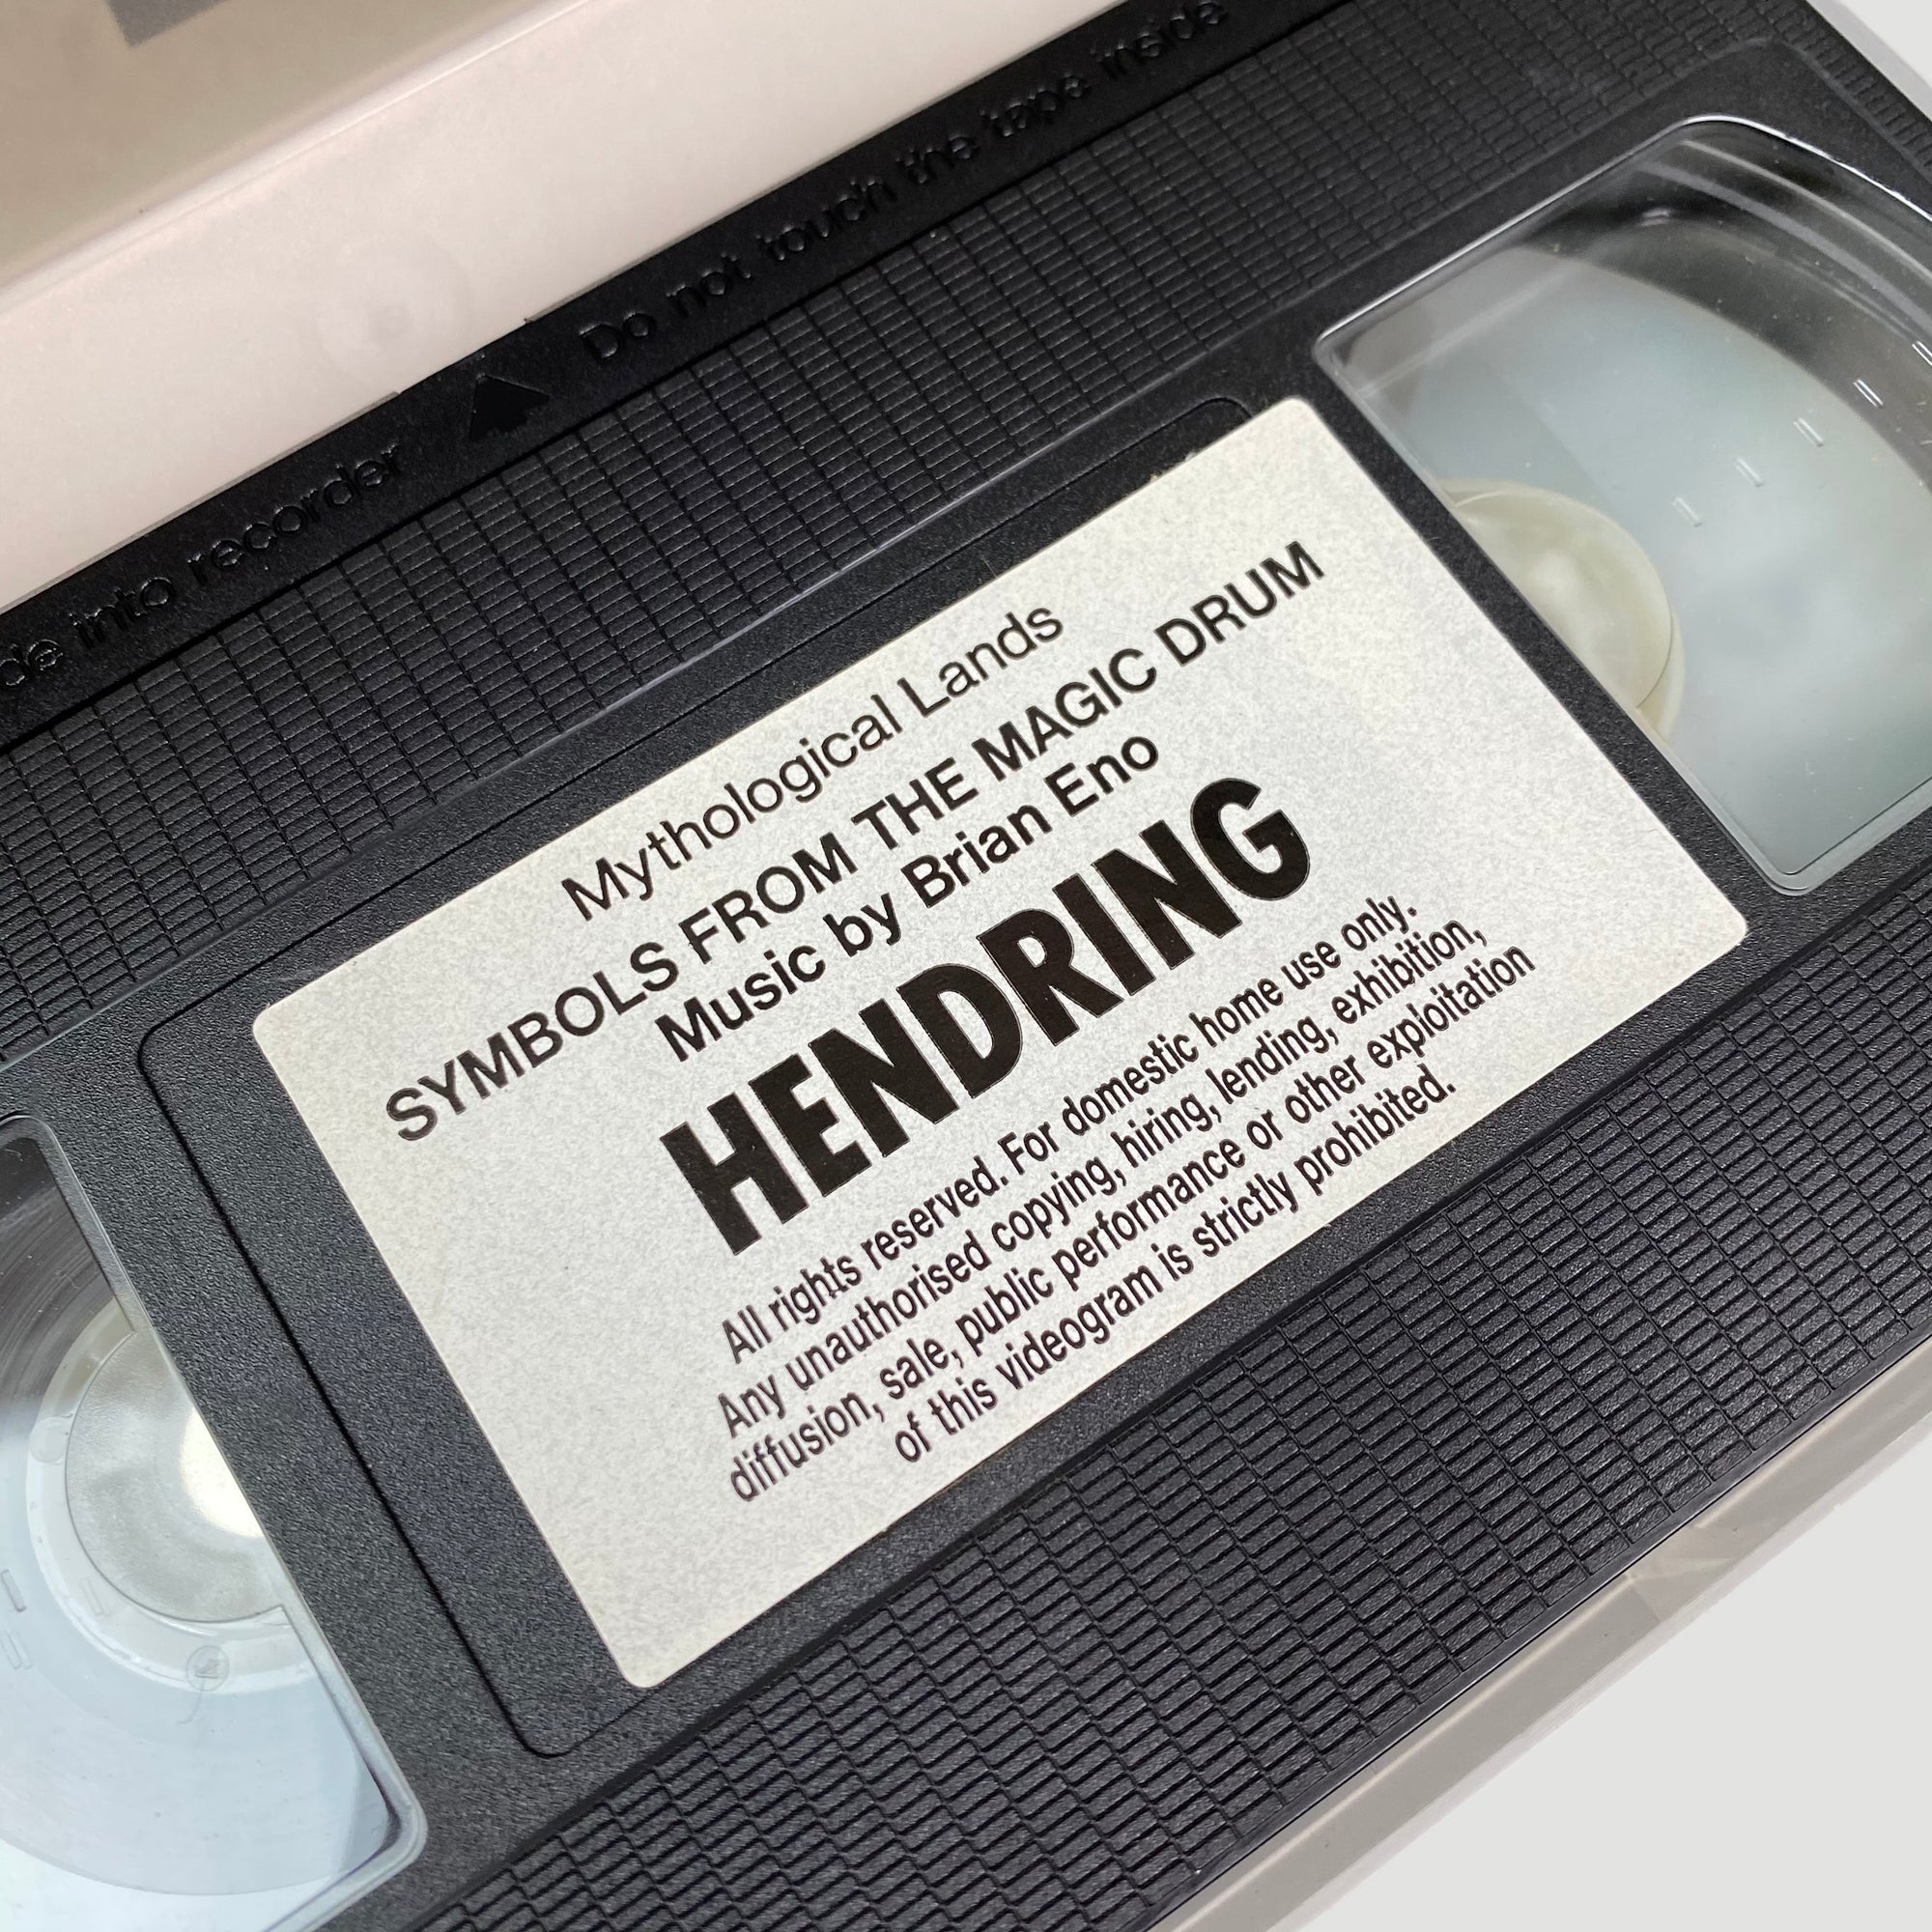 de into recorder ▲ Do not touch the tape inside
Mythological Lands
SYMBOLS FROM THE MAGIC DRUM
Music by Brian Eno
HENDRING
All rights reserved. For domestic home use only.
Any unauthorised copying, hiring, lending, exhibition,
diffusion, sale, public performance or other exploitation
of this videogram is strictly prohibited.